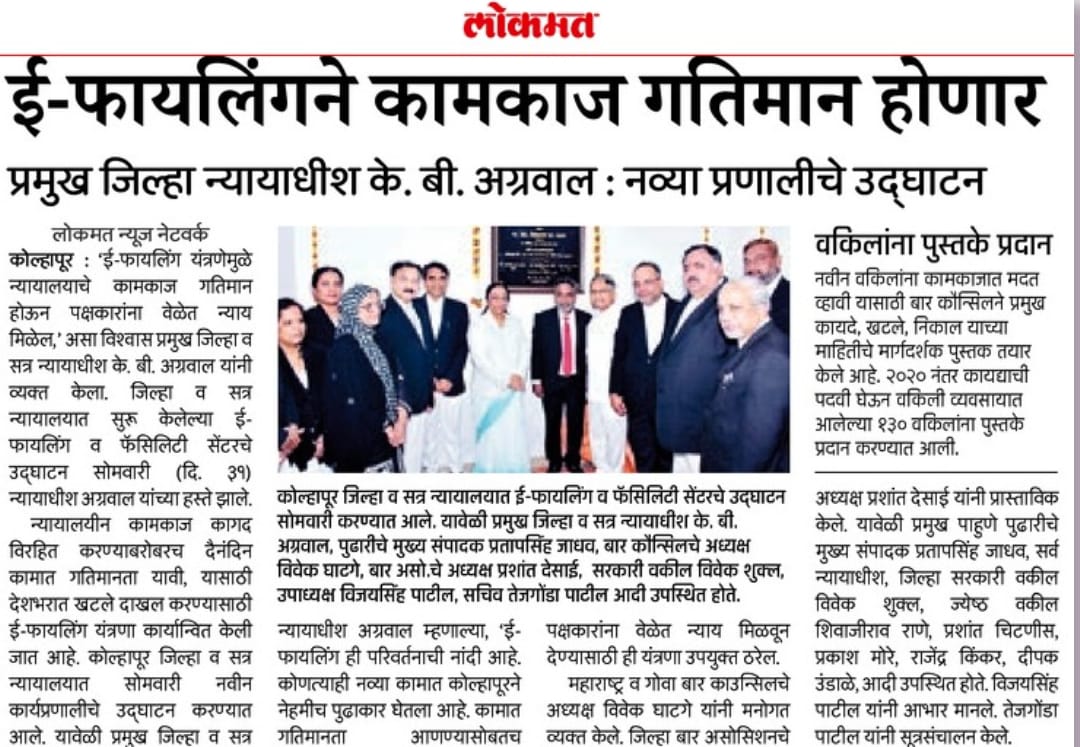 लोकमत
ई-फायलिंगने कामकाज गतिमान होणार
प्रमुख जिल्हा न्यायाधीश के. बी. अग्रवाल : नव्या प्रणालीचे उद्‌घाटन
लोकमत न्यूज नेटवर्क
कोल्हापूर : ‘ई-फायलिंग यंत्रणेमुळे
न्यायालयाचे कामकाज गतिमान
होऊन पक्षकारांना वेळेत न्याय
मिळेल,’ असा विश्वास प्रमुख जिल्हा व
सत्र न्यायाधीश के. बी. अग्रवाल यांनी
व्यक्त केला. जिल्हा व सत्र
न्यायालयात सुरू केलेल्या ई-
फायलिंग व फॅसिलिटी सेंटरचे
उद्‌घाटन सोमवारी (दि. ३१)
न्यायाधीश अग्रवाल यांच्या हस्ते झाले.
न्यायालयीन कामकाज कागद
विरहित करण्याबरोबरच दैनंदिन
कामात गतिमानता यावी, यासाठी
देशभरात खटले दाखल करण्यासाठी
ई-फायलिंग यंत्रणा कार्यान्वित केली
जात आहे. कोल्हापूर जिल्हा व सत्र
न्यायालयात सोमवारी नवीन
कार्यप्रणालीचे उद्‌घाटन करण्यात
आले. यावेळी प्रमुख जिल्हा व सत्र
कोल्हापूर जिल्हा व सत्र न्यायालयात ई-फायलिंग व फॅसिलिटी सेंटरचे उद्‌घाटन
सोमवारी करण्यात आले. यावेळी प्रमुख जिल्हा व सत्र न्यायाधीश के. बी.
अग्रवाल, पुढारीचे मुख्य संपादक प्रतापसिंह जाधव, बार कौन्सिलचे अध्यक्ष
विवेक घाटगे, बार असो.चे अध्यक्ष प्रशांत देसाई, सरकारी वकील विवेक शुक्ल,
उपाध्यक्ष विजयसिंह पाटील, सचिव तेजगोंडा पाटील आदी उपस्थित होते.
न्यायाधीश अग्रवाल म्हणाल्या, ‘ई-
फायलिंग ही परिवर्तनाची नांदी आहे.
कोणत्याही नव्या कामात कोल्हापूरने
नेहमीच पुढाकार घेतला आहे. कामात
गतिमानता आणण्यासोबतच
पक्षकारांना वेळेत न्याय मिळवून
देण्यासाठी ही यंत्रणा उपयुक्त ठरेल.
महाराष्ट्र व गोवा बार काउन्सिलचे
अध्यक्ष विवेक घाटगे यांनी मनोगत
व्यक्त केले. जिल्हा बार असोसिशनचे
वकिलांना पुस्तके प्रदान
नवीन वकिलांना कामकाजात मदत
व्हावी यासाठी बार कॉन्सिलने प्रमुख
कायदे, खटले, निकाल याच्या
माहितीचे मार्गदर्शक पुस्तक तयार
केले आहे. २०२० नंतर कायद्याची
पदवी घेऊन वकिली व्यवसायात
आलेल्या १३० वकिलांना पुस्तके
प्रदान करण्यात आली.
अध्यक्ष प्रशांत देसाई यांनी प्रास्ताविक
केले. यावेळी प्रमुख पाहुणे पुढारीचे
मुख्य संपादक प्रतापसिंह जाधव, सर्व
न्यायाधीश, जिल्हा सरकारी वकील
विवेक शुक्ल, ज्येष्ठ वकील
शिवाजीराव राणे, प्रशांत चिटणीस,
प्रकाश मोरे, राजेंद्र किंकर, दीपक
उंडाळे, आदी उपस्थित होते. विजयसिंह
पाटील यांनी आभार मानले. तेजगोंडा
पाटील यांनी सूत्रसंचालन केले.